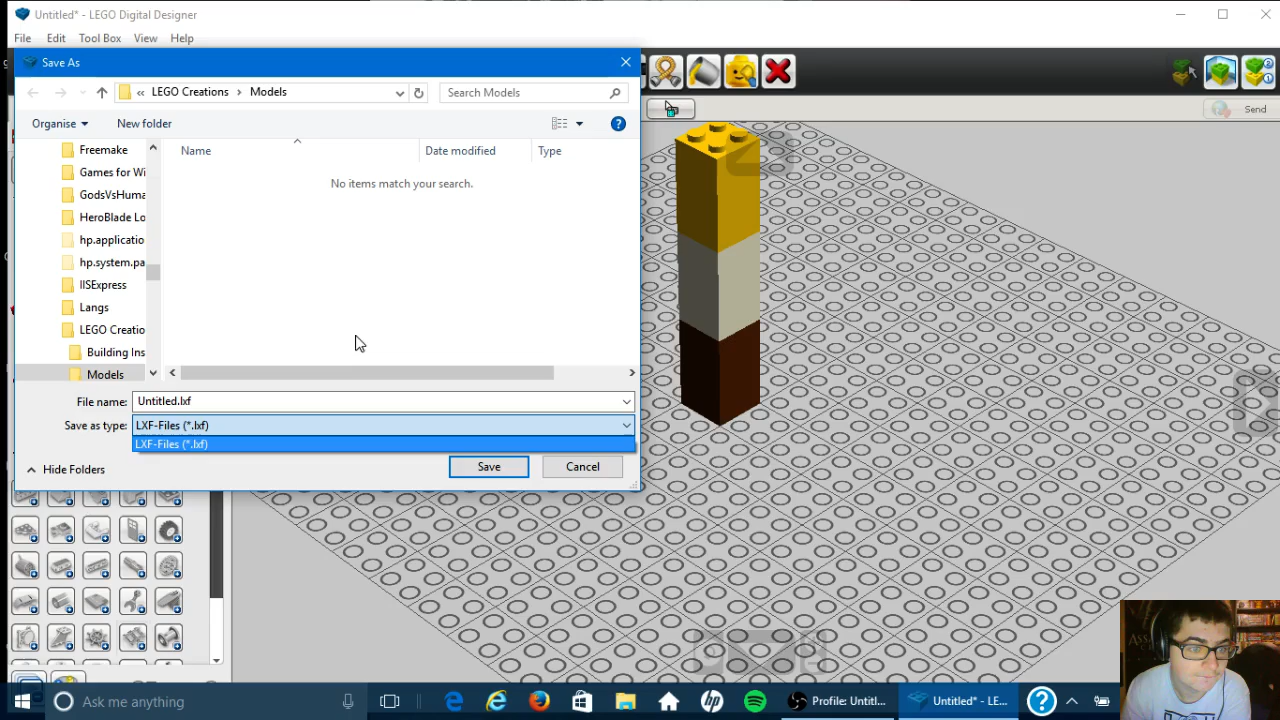 Untitled* - LEGO Digital Designer
File Edit Tool Box View Help
Save As
« LEGO Creations > Models
Search Models
Organise New folder
Name Date modified Type
No items match your search.
Freemake
Games for Wi
GodsVsHuma
HeroBlade Lo
hp.applicatio
hp.system.pa
IISExpress
Langs
LEGO Creatio
Building Ins
Models
File name: Untitled.lxf
Save as type: LXF-Files (*.lxf)
LXF-Files (*.lxf)
Hide Folders Save Cancel
Send
Ask me anything
Profile: Untitl...
Untitled* - LE...